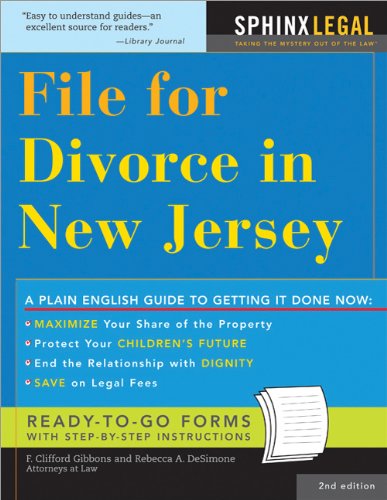 "Easy to understand guides—an
excellent source for readers."
—Library Journal
SPHINX LEGAL
TAKING THE MYSTERY OUT OF THE LAW
File for
Divorce in
New Jersey
A PLAIN ENGLISH GUIDE TO GETTING IT DONE NOW:
MAXIMIZE Your Share of the Property
Protect Your CHILDREN'S FUTURE
End the Relationship with DIGNITY
SAVE on Legal Fees
READY-TO-GO FORMS
WITH STEP-BY-STEP INSTRUCTIONS
F. Clifford Gibbons and Rebecca A. DeSimone
Attorneys at Law
2nd edition